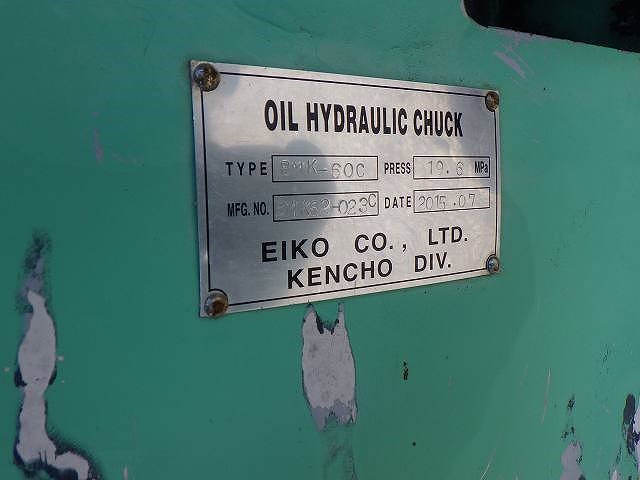 OIL HYDRAULIC CHUCK
TYPE PRESS 19.6 MPa
MFG. NO. DATE 2015.07
EIKO CO., LTD.
KENCHO DIV.